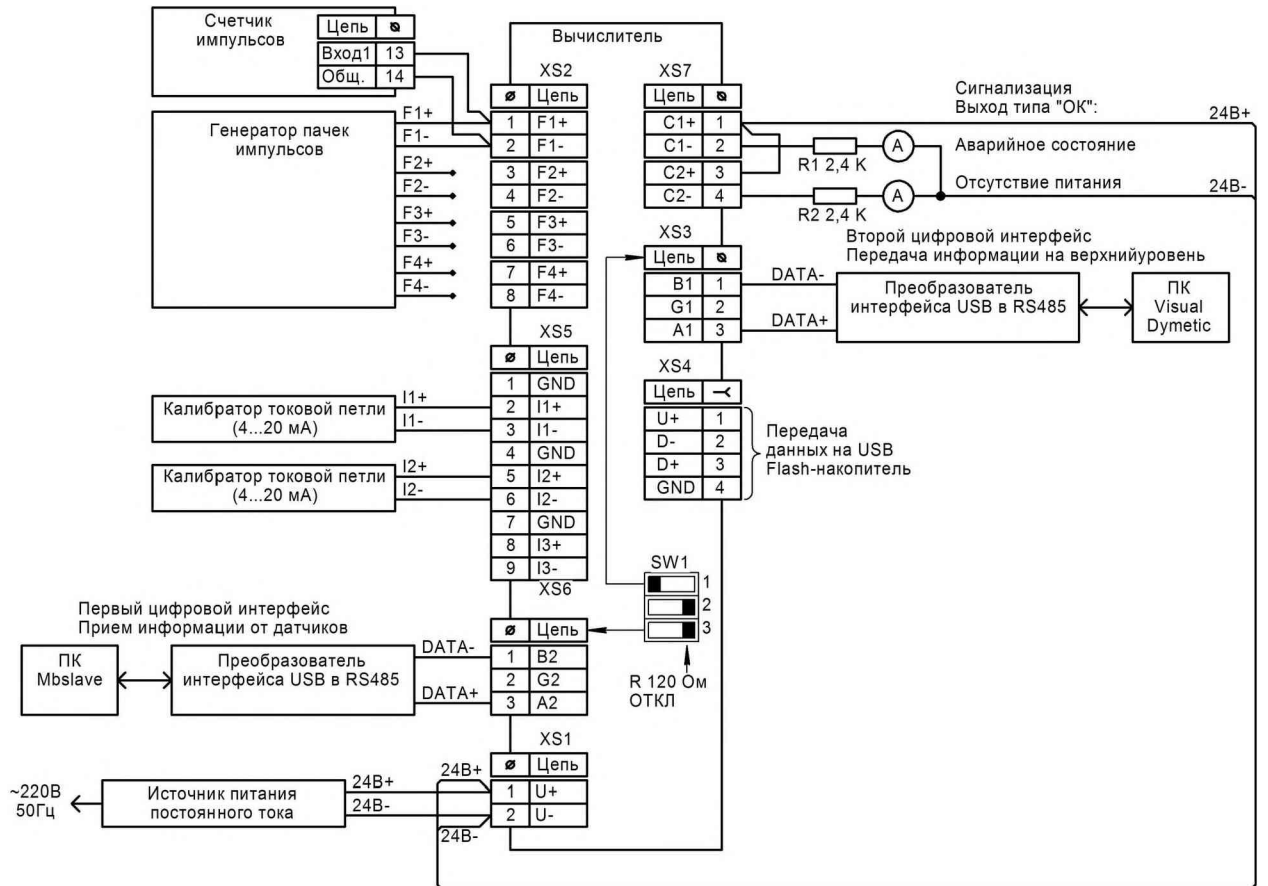 Счетчик
импульсов
Цепь ø
Вход1 13
Общ. 14
Генератор пачек
импульсов
F1+
F1-
F2+
F2-
F3+
F3-
F4+
F4-
Вычислитель
XS2
ø Цепь
1 F1+
2 F1-
3 F2+
4 F2-
5 F3+
6 F3-
7 F4+
8 F4-
XS5
ø Цепь
1 GND
2 I1+
3 I1-
4 GND
5 I2+
6 I2-
7 GND
8 I3+
9 I3-
Калибратор токовой петли
(4...20 мА)
I1+
I1-
Калибратор токовой петли
(4...20 мА)
I2+
I2-
XS6
ø Цепь
1 B2
2 G2
3 A2
Первый цифровой интерфейс
Прием информации от датчиков
ПК
Mbslave
Преобразователь
интерфейса USB в RS485
DATA-
DATA+
XS1
ø Цепь
1 U+
2 U-
~220В
50Гц
Источник питания
постоянного тока
24В+
24В-
24В+
24В-
XS7
Цепь ø
C1+ 1
C1- 2
C2+ 3
C2- 4
R1 2,4 K
A
R2 2,4 K
A
Сигнализация
Выход типа "ОК":
24В+
Аварийное состояние
Отсутствие питания
24В-
XS3
Цепь ø
B1 1
G1 2
A1 3
Второй цифровой интерфейс
Передача информации на верхнийуровень
DATA-
DATA+
Преобразователь
интерфейса USB в RS485
ПК
Visual
Dymetic
XS4
Цепь
U+ 1
D- 2
D+ 3
GND 4
Передача
данных на USB
Flash-накопитель
SW1
1
2
3
R 120 Ом
ОТКЛ